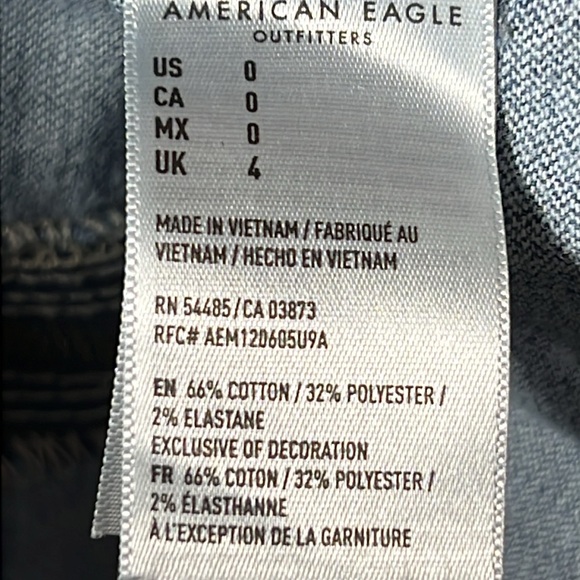 AMERICAN EAGLE
OUTFITTERS
US 0
CA 0
MX 0
UK 4
MADE IN VIETNAM / FABRIQUÉ AU
VIETNAM / HECHO EN VIETNAM
RN 54485/CA 03873
RFC# AEM120605U9A
EN 66% COTTON / 32% POLYESTER /
2% ELASTANE
EXCLUSIVE OF DECORATION
FR 66% COTON / 32% POLYESTER /
2% ÉLASTHANNE
À L'EXCEPTION DE LA GARNITURE